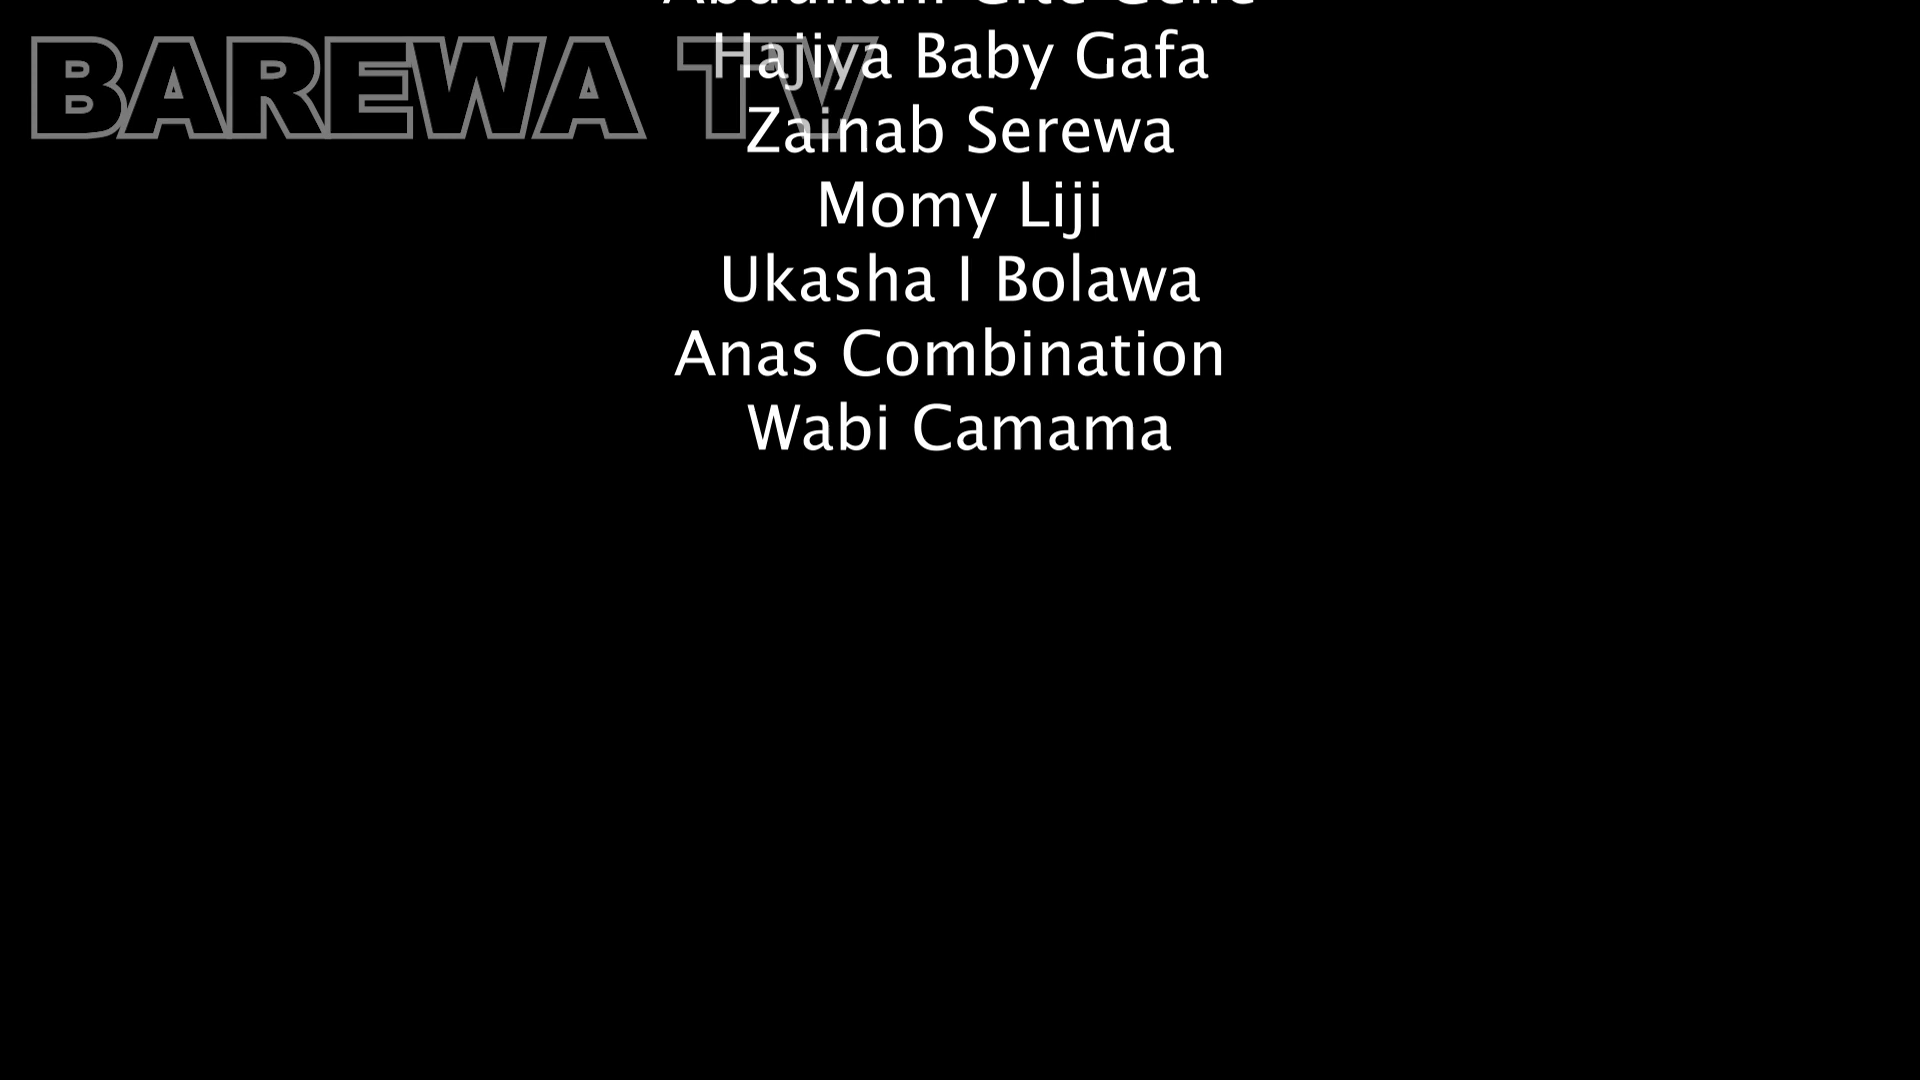 BAREWA TV
Hajiya Baby Gafa
Zainab Serewa
Momy Liji
Ukasha I Bolawa
Anas Combination
Wabi Camama